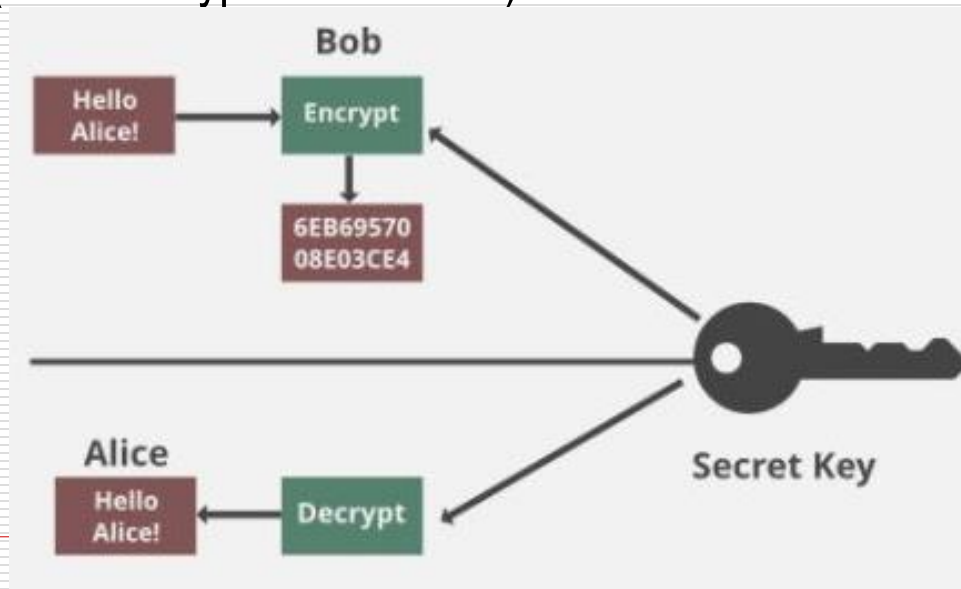 Bob
Hello
Alice!
Encrypt
6EB69570
08E03CE4
Secret Key
Alice
Hello
Alice!
Decrypt